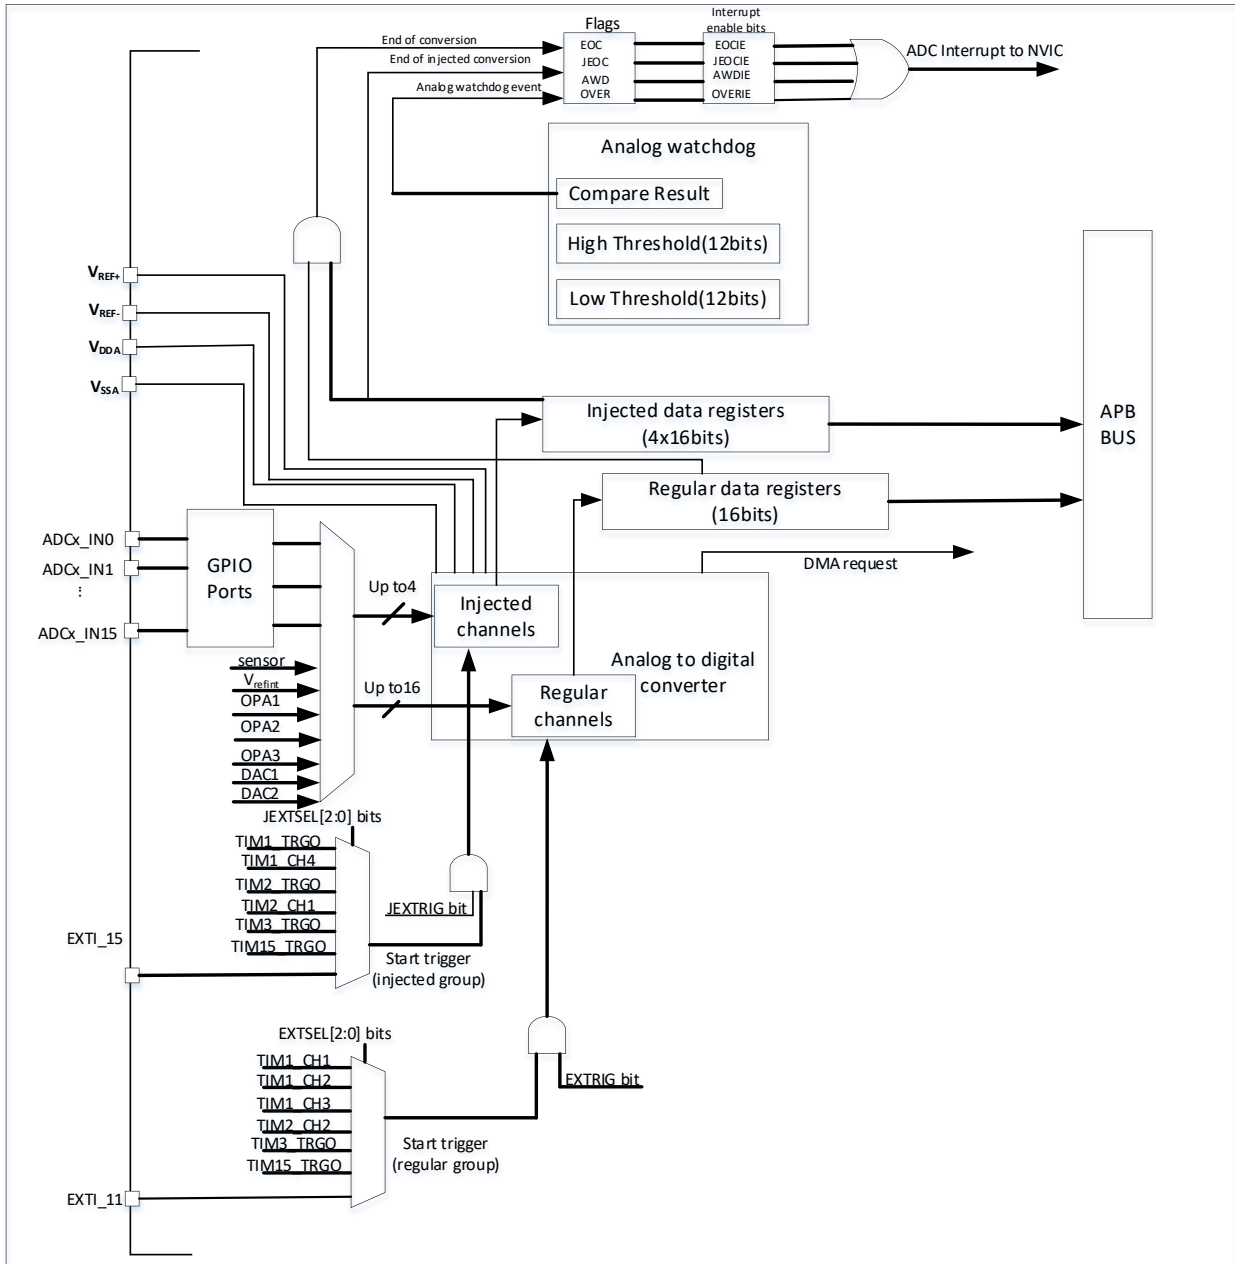 Flags
Interrupt
enable bits
End of conversion
EOC
EOCIE
End of injected conversion
JEOC
JEOCIE
Analog watchdog event
AWD
AWDIE
OVER
OVERIE
ADC Interrupt to NVIC
Analog watchdog
Compare Result
High Threshold(12bits)
Low Threshold(12bits)
VREF+
VREF-
VDDA
VSSA
Injected data registers
(4x16bits)
Regular data registers
(16bits)
APB
BUS
DMA request
ADCx_IN0
ADCx_IN1
⋮
ADCx_IN15
GPIO
Ports
Up to4
Injected
channels
Analog to digital
converter
Up to16
Regular
channels
sensor
Vrefint
OPA1
OPA2
OPA3
DAC1
DAC2
JEXTSEL[2:0] bits
TIM1_TRGO
TIM1_CH4
TIM2_TRGO
TIM2_CH1
TIM3_TRGO
TIM15_TRGO
EXTI_15
JEXTRIG bit
Start trigger
(injected group)
EXTSEL[2:0] bits
TIM1_CH1
TIM1_CH2
TIM1_CH3
TIM2_CH2
TIM3_TRGO
TIM15_TRGO
EXTI_11
EXTRIG bit
Start trigger
(regular group)